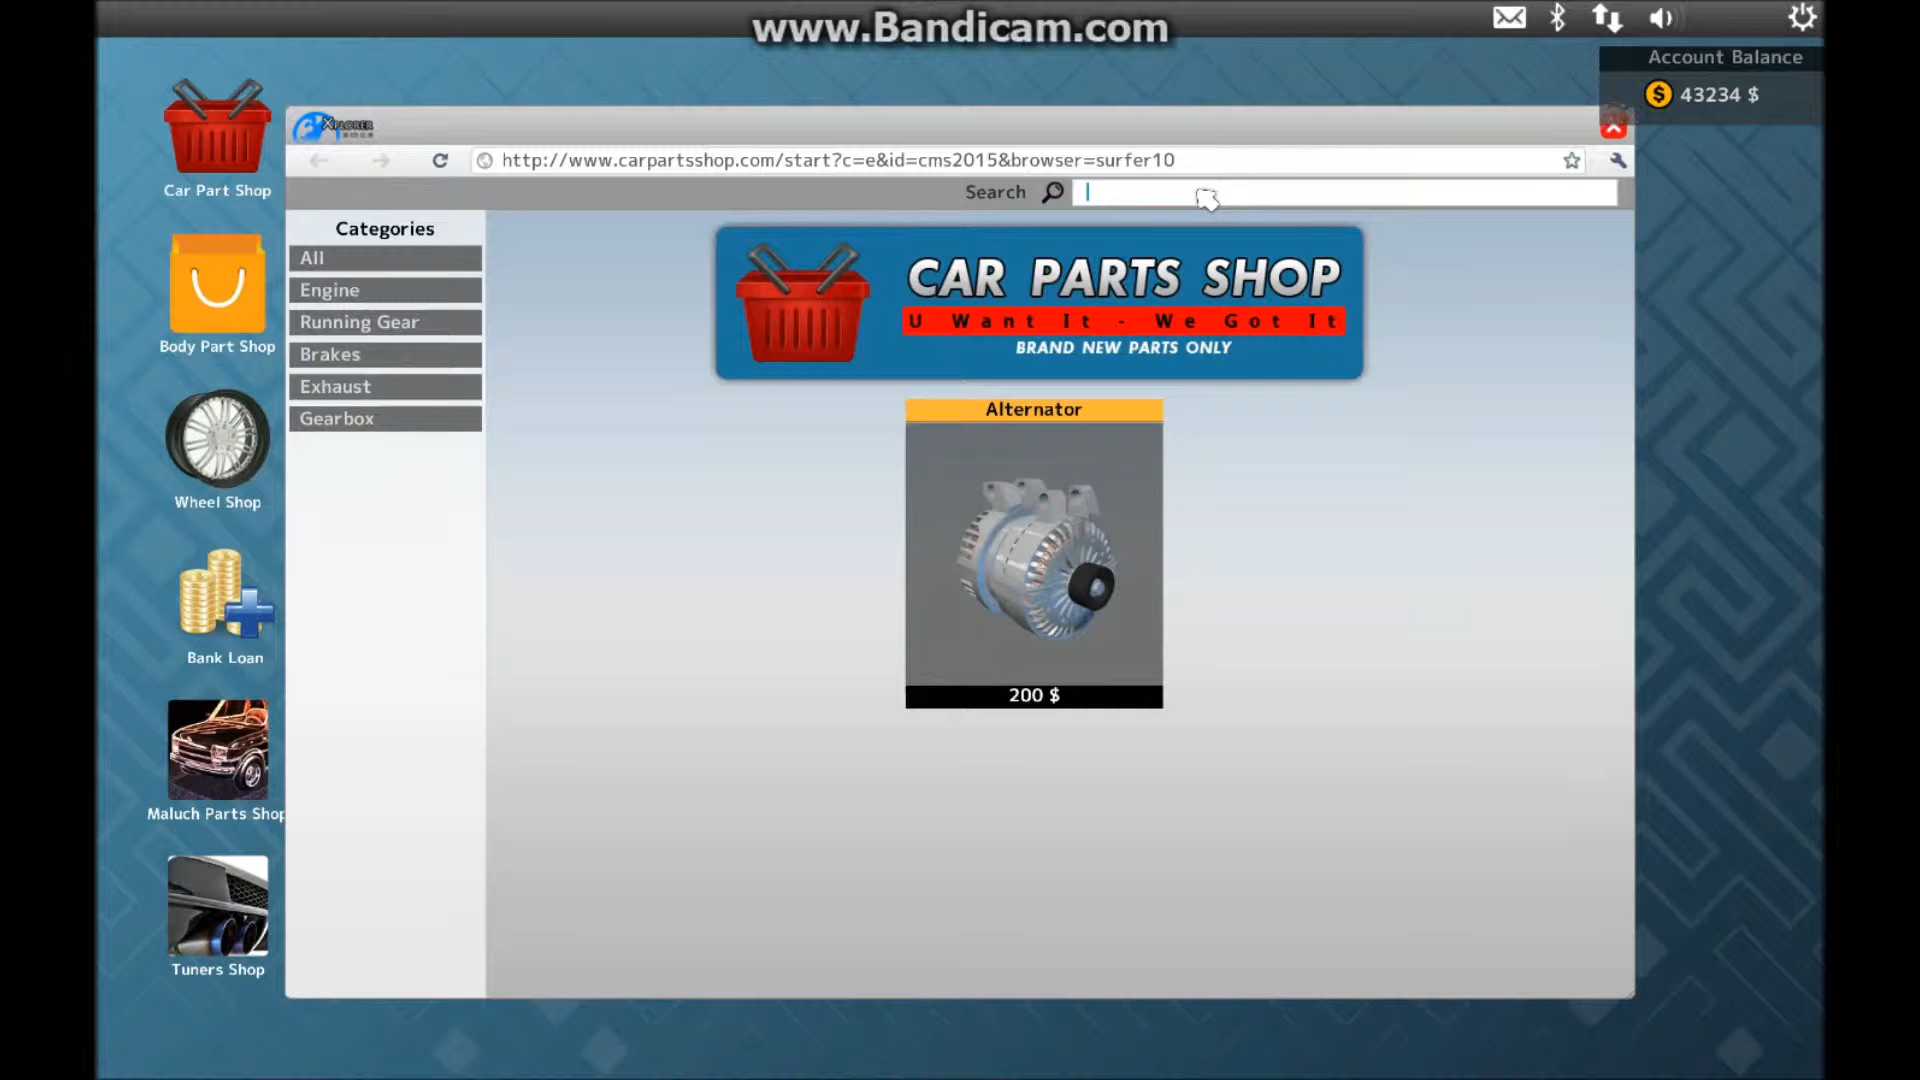 www.Bandicam.com
Account Balance
43234 $
Car Part Shop
XPLORER
http://www.carpartsshop.com/start?c=e&id=cms2015&browser=surfer10
Search
Categories
All
Engine
Running Gear
Brakes
Exhaust
Gearbox
CAR PARTS SHOP
U Want It - We Got It
BRAND NEW PARTS ONLY
Alternator
200 $
Body Part Shop
Wheel Shop
Bank Loan
Maluch Parts Shop
Tuners Shop